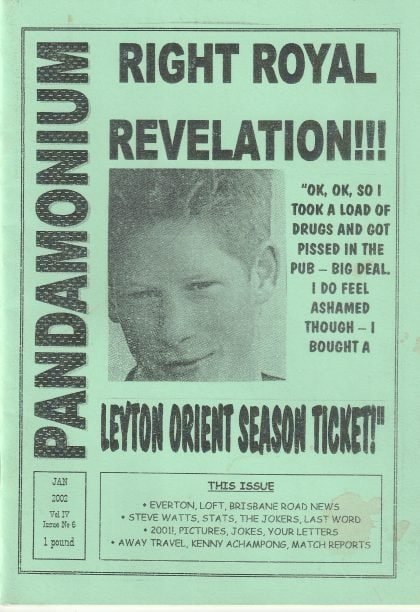 PANDAMONIUM
RIGHT ROYAL
REVELATION!!!
"OK, OK, SO I
TOOK A LOAD OF
DRUGS AND GOT
PISSED IN THE
PUB – BIG DEAL.
I DO FEEL
ASHAMED
THOUGH – I
BOUGHT A
LEYTON ORIENT SEASON TICKET!"
JAN
2002
Vol IV
Issue No 6
1 pound
THIS ISSUE
• EVERTON, LOFT, BRISBANE ROAD NEWS
• STEVE WATTS, STATS, THE JOKERS, LAST WORD
• 2001!, PICTURES, JOKES, YOUR LETTERS
• AWAY TRAVEL, KENNY ACHAMPONG, MATCH REPORTS